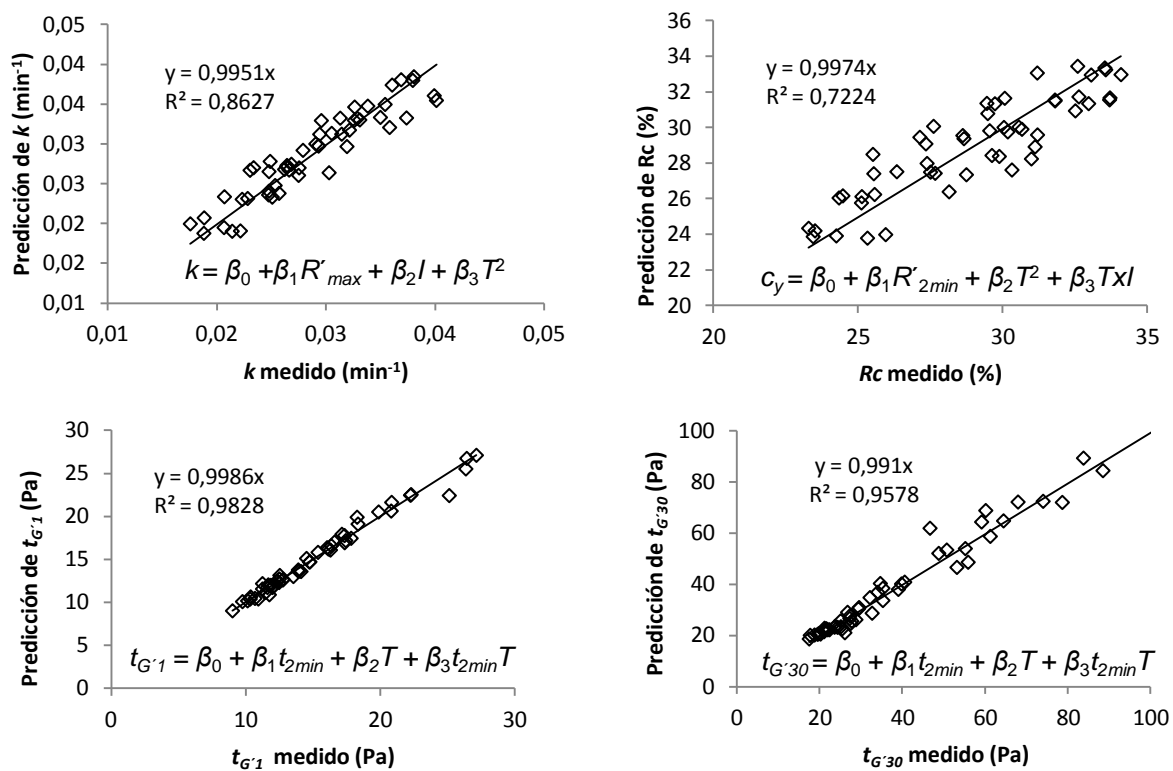 0,05
0,04
0,04
0,03
0,03
0,02
0,02
0,01
Predicción de k (min⁻¹)
y = 0,9951x
R² = 0,8627
k = β₀ +β₁R´max + β₂I + β₃T²
0,01 0,02 0,03 0,04 0,05
k medido (min⁻¹)
36
34
32
30
28
26
24
22
20
Predicción de Rc (%)
y = 0,9974x
R² = 0,7224
c_y = β₀ + β₁R´2min + β₂T² + β₃TxI
20 25 30 35
Rc medido (%)
30
25
20
15
10
5
0
Predicción de tG´1 (Pa)
y = 0,9986x
R² = 0,9828
tG´1 = β₀ + β₁t2min + β₂T + β₃t2minT
0 10 20 30
tG´1 medido (Pa)
100
80
60
40
20
0
Predicción de tG´30 (Pa)
y = 0,991x
R² = 0,9578
tG´30 = β₀ + β₁t2min + β₂T + β₃t2minT
0 20 40 60 80 100
tG´30 medido (Pa)